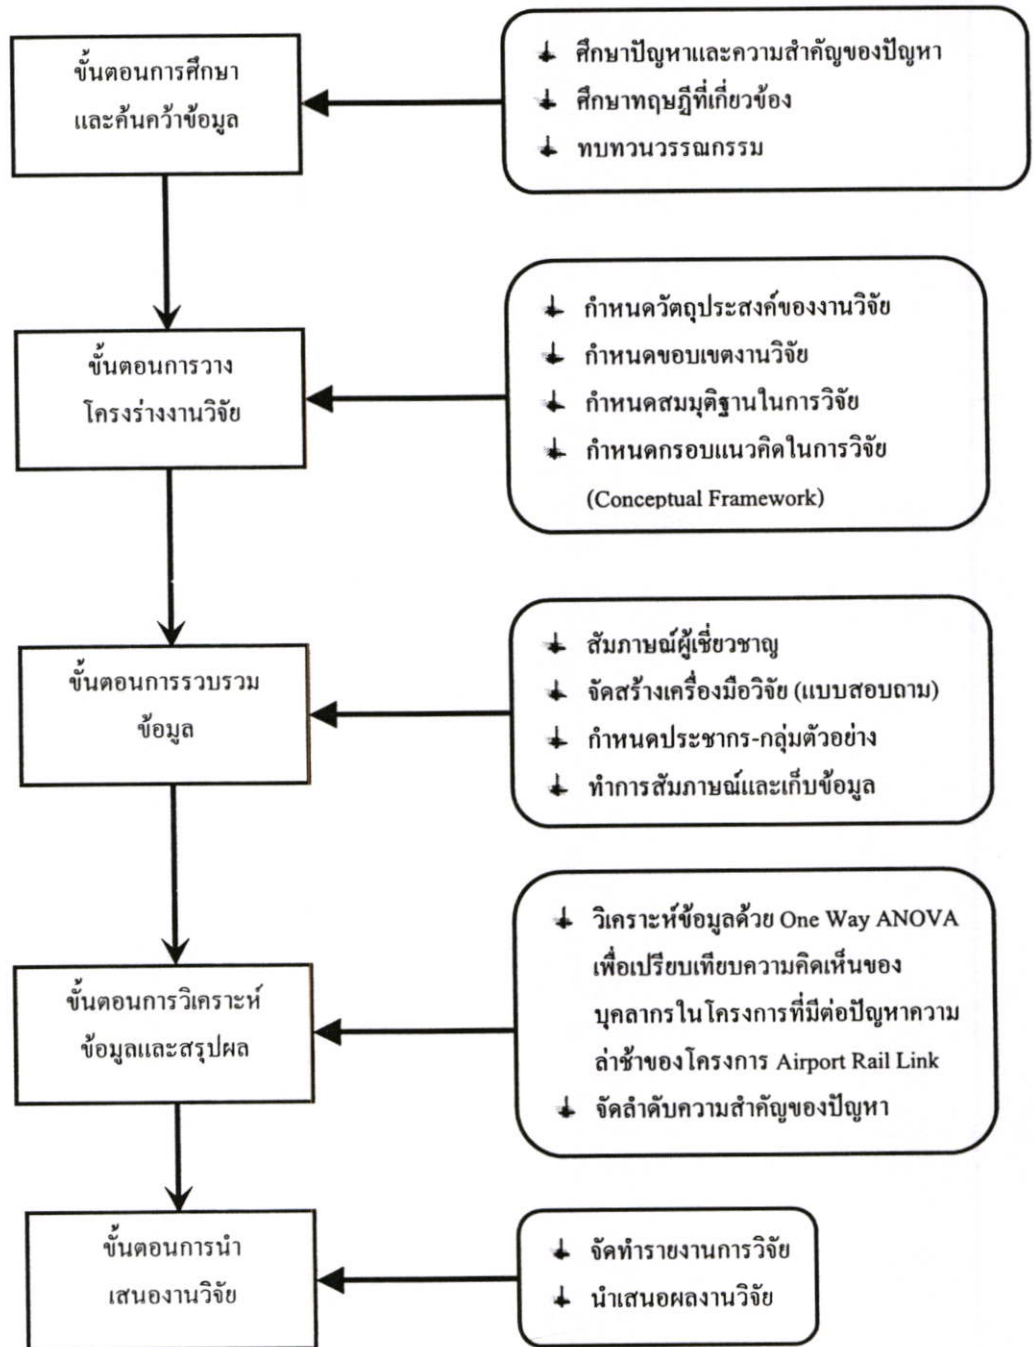 ขั้นตอนการศึกษา
และค้นคว้าข้อมูล
ศึกษาปัญหาและความสำคัญของปัญหา
ศึกษาทฤษฎีที่เกี่ยวข้อง
ทบทวนวรรณกรรม
ขั้นตอนการวาง
โครงร่างงานวิจัย
กำหนดวัตถุประสงค์ของงานวิจัย
กำหนดขอบเขตงานวิจัย
กำหนดสมมุติฐานในการวิจัย
กำหนดกรอบแนวคิดในการวิจัย
(Conceptual Framework)
ขั้นตอนการรวบรวม
ข้อมูล
สัมภาษณ์ผู้เชี่ยวชาญ
จัดสร้างเครื่องมือวิจัย (แบบสอบถาม)
กำหนดประชากร-กลุ่มตัวอย่าง
ทำการสัมภาษณ์และเก็บข้อมูล
ขั้นตอนการวิเคราะห์
ข้อมูลและสรุปผล
วิเคราะห์ข้อมูลด้วย One Way ANOVA
เพื่อเปรียบเทียบความคิดเห็นของ
บุคลากรในโครงการที่มีต่อปัญหาความ
ล่าช้าของโครงการ Airport Rail Link
จัดลำดับความสำคัญของปัญหา
ขั้นตอนการนำ
เสนองานวิจัย
จัดทำรายงานการวิจัย
นำเสนอผลงานวิจัย